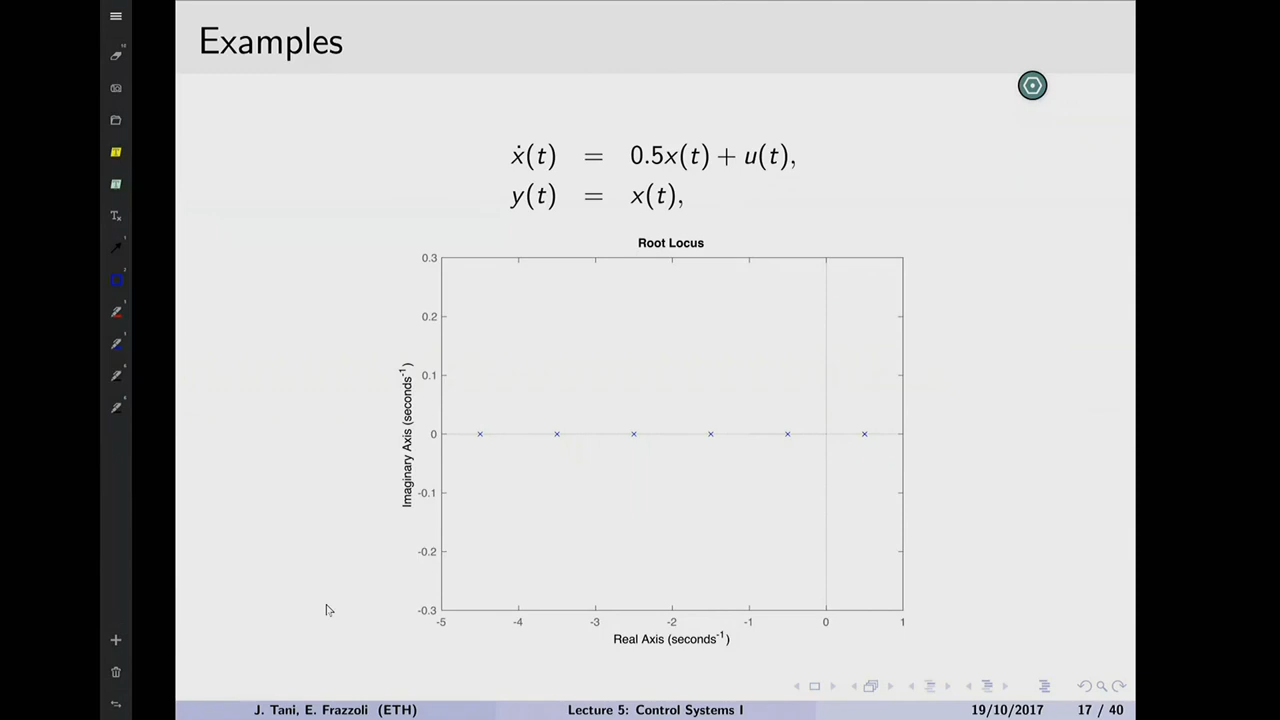 Examples
ẋ(t) = 0.5x(t) + u(t),
y(t) = x(t),
Root Locus
0.3
0.2
0.1
0
-0.1
-0.2
-0.3
Imaginary Axis (seconds⁻¹)
-5 -4 -3 -2 -1 0 1
Real Axis (seconds⁻¹)
J. Tani, E. Frazzoli (ETH) Lecture 5: Control Systems I 19/10/2017 17 / 40